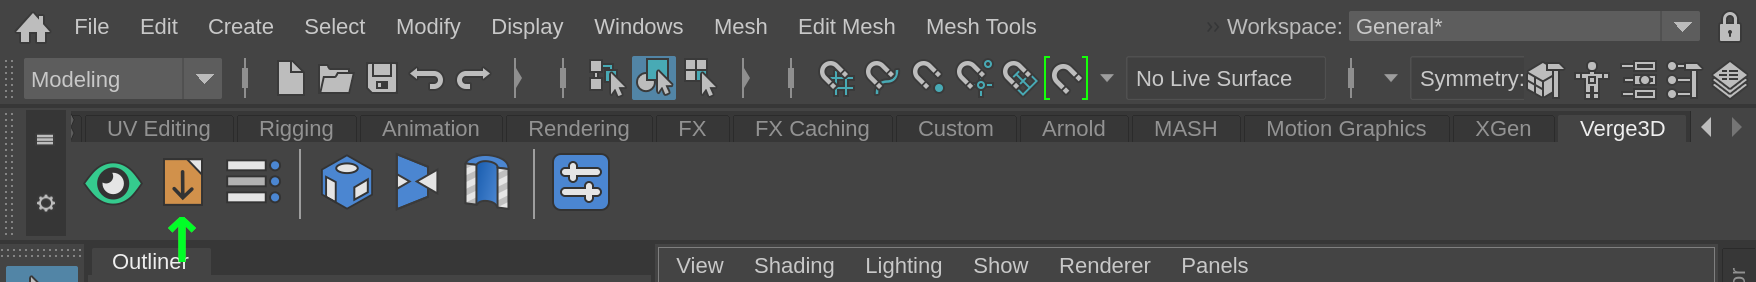 File Edit Create Select Modify Display Windows Mesh Edit Mesh Mesh Tools Workspace: General*
Modeling No Live Surface Symmetry:
UV Editing Rigging Animation Rendering FX FX Caching Custom Arnold MASH Motion Graphics XGen Verge3D
Outliner View Shading Lighting Show Renderer Panels